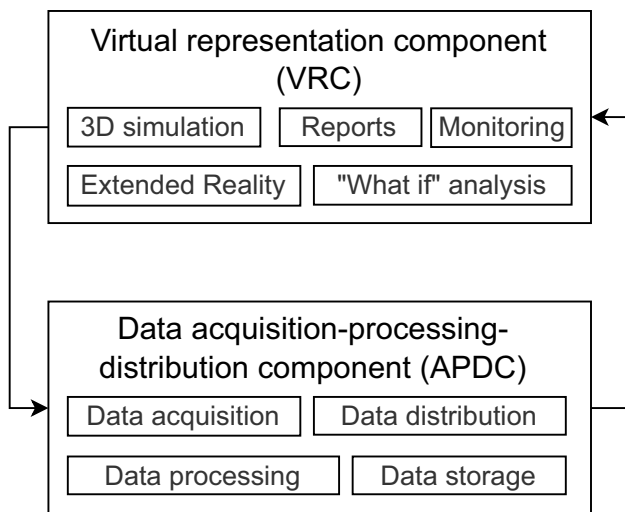 Virtual representation component
(VRC)
3D simulation Reports Monitoring
Extended Reality "What if" analysis
Data acquisition-processing-
distribution component (APDC)
Data acquisition Data distribution
Data processing Data storage